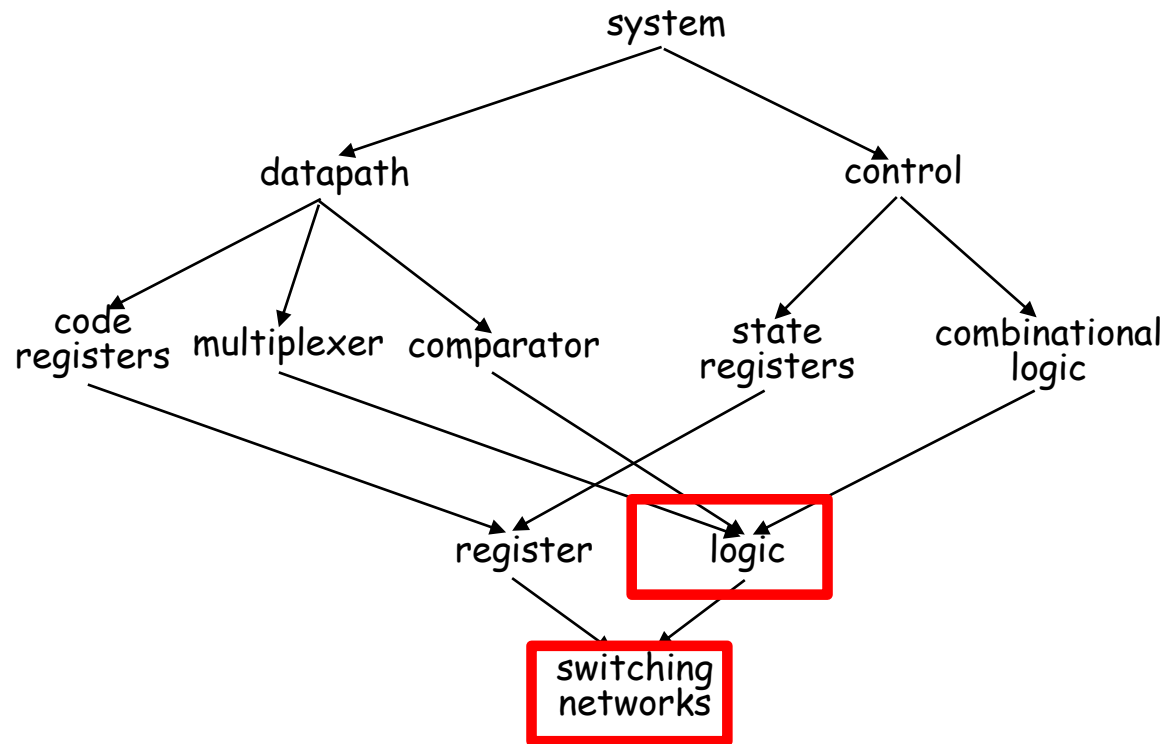 system
datapath
control
code
registers
multiplexer
comparator
state
registers
combinational
logic
register
logic
switching
networks